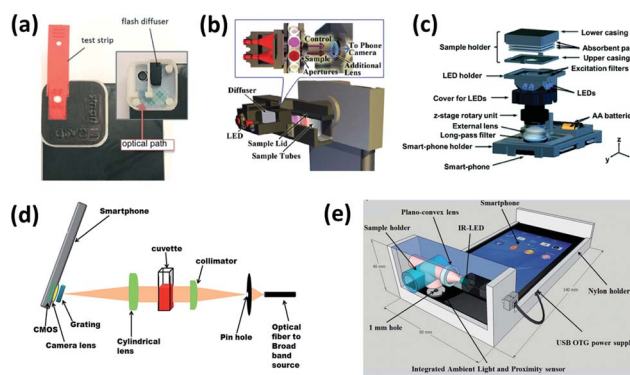 (a)
flash diffuser
test strip
optical path
(b)
Control
To Phone
Camera
Sample
Apertures
Additional
Lens
Diffuser
LED
Sample Lid
Sample Tubes
(c)
Lower casing
Sample holder
Absorbent pa
Upper casing
Excitation filters
LED holder
LEDs
Cover for LEDs
z-stage rotary unit
AA batterie
External lens
Long-pass filter
Smart-phone holder
Smart-phone
z
y
(d)
Smartphone
cuvette
collimator
CMOS
Camera lens
Grating
Cylindrical
lens
Pin hole
Optical fiber to
Broad
band
source
(e)
Smartphone
Plano-convex lens
IR-LED
Sample holder
1 mm hole
Nylon holder
USB OTG power suppl
Integrated Ambient Light and Proximity sensor